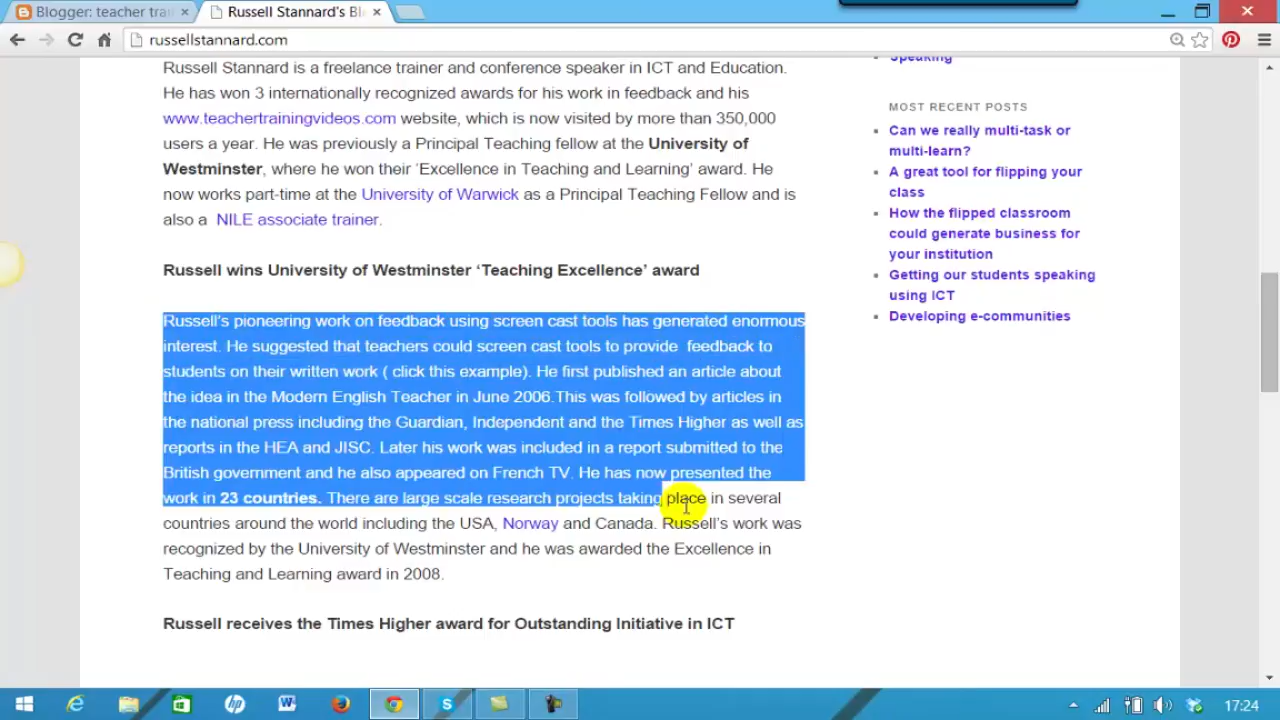 Blogger: teacher trai
Russell Stannard's Bl
russellstannard.com
Russell Stannard is a freelance trainer and conference speaker in ICT and Education.
He has won 3 internationally recognized awards for his work in feedback and his
www.teachertrainingvideos.com website, which is now visited by more than 350,000
users a year. He was previously a Principal Teaching fellow at the University of
Westminster, where he won their ‘Excellence in Teaching and Learning’ award. He
now works part-time at the University of Warwick as a Principal Teaching Fellow and is
also a NILE associate trainer.
Russell wins University of Westminster ‘Teaching Excellence’ award
Russell’s pioneering work on feedback using screen cast tools has generated enormous
interest. He suggested that teachers could screen cast tools to provide feedback to
students on their written work ( click this example). He first published an article about
the idea in the Modern English Teacher in June 2006.This was followed by articles in
the national press including the Guardian, Independent and the Times Higher as well as
reports in the HEA and JISC. Later his work was included in a report submitted to the
British government and he also appeared on French TV. He has now presented the
work in 23 countries. There are large scale research projects taking place in several
countries around the world including the USA, Norway and Canada. Russell’s work was
recognized by the University of Westminster and he was awarded the Excellence in
Teaching and Learning award in 2008.
Russell receives the Times Higher award for Outstanding Initiative in ICT
Speaking
MOST RECENT POSTS
Can we really multi-task or
multi-learn?
A great tool for flipping your
class
How the flipped classroom
could generate business for
your institution
Getting our students speaking
using ICT
Developing e-communities
17:24